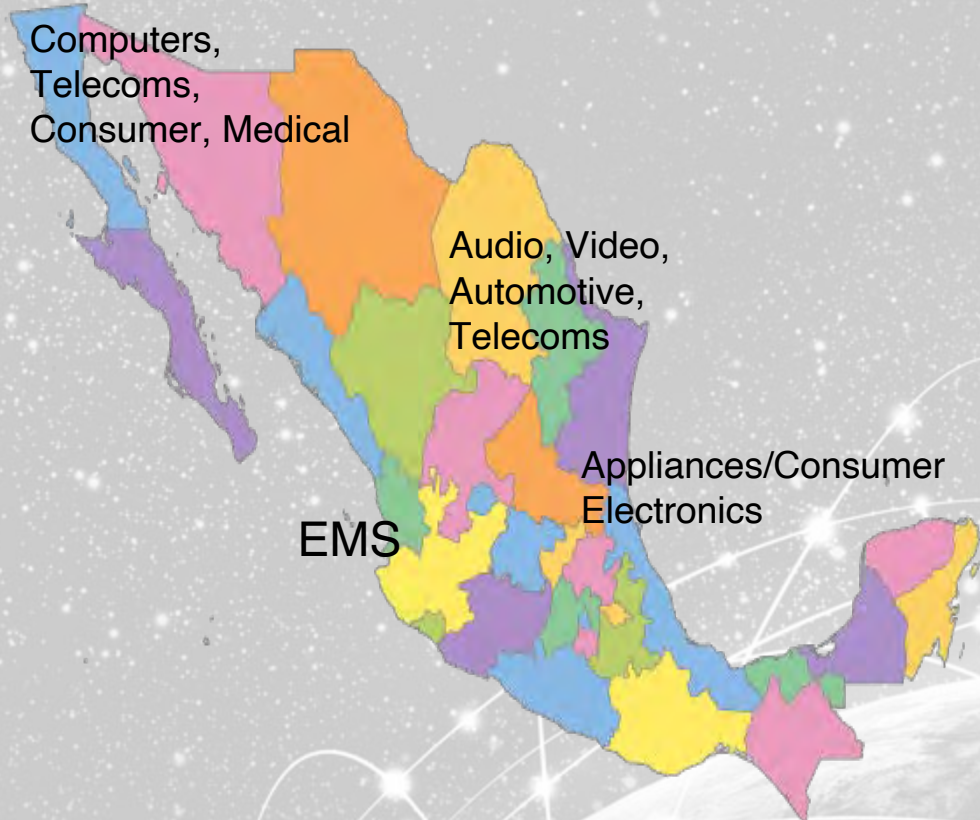 Computers,
Telecoms,
Consumer, Medical
Audio, Video,
Automotive,
Telecoms
Appliances/Consumer
Electronics
EMS